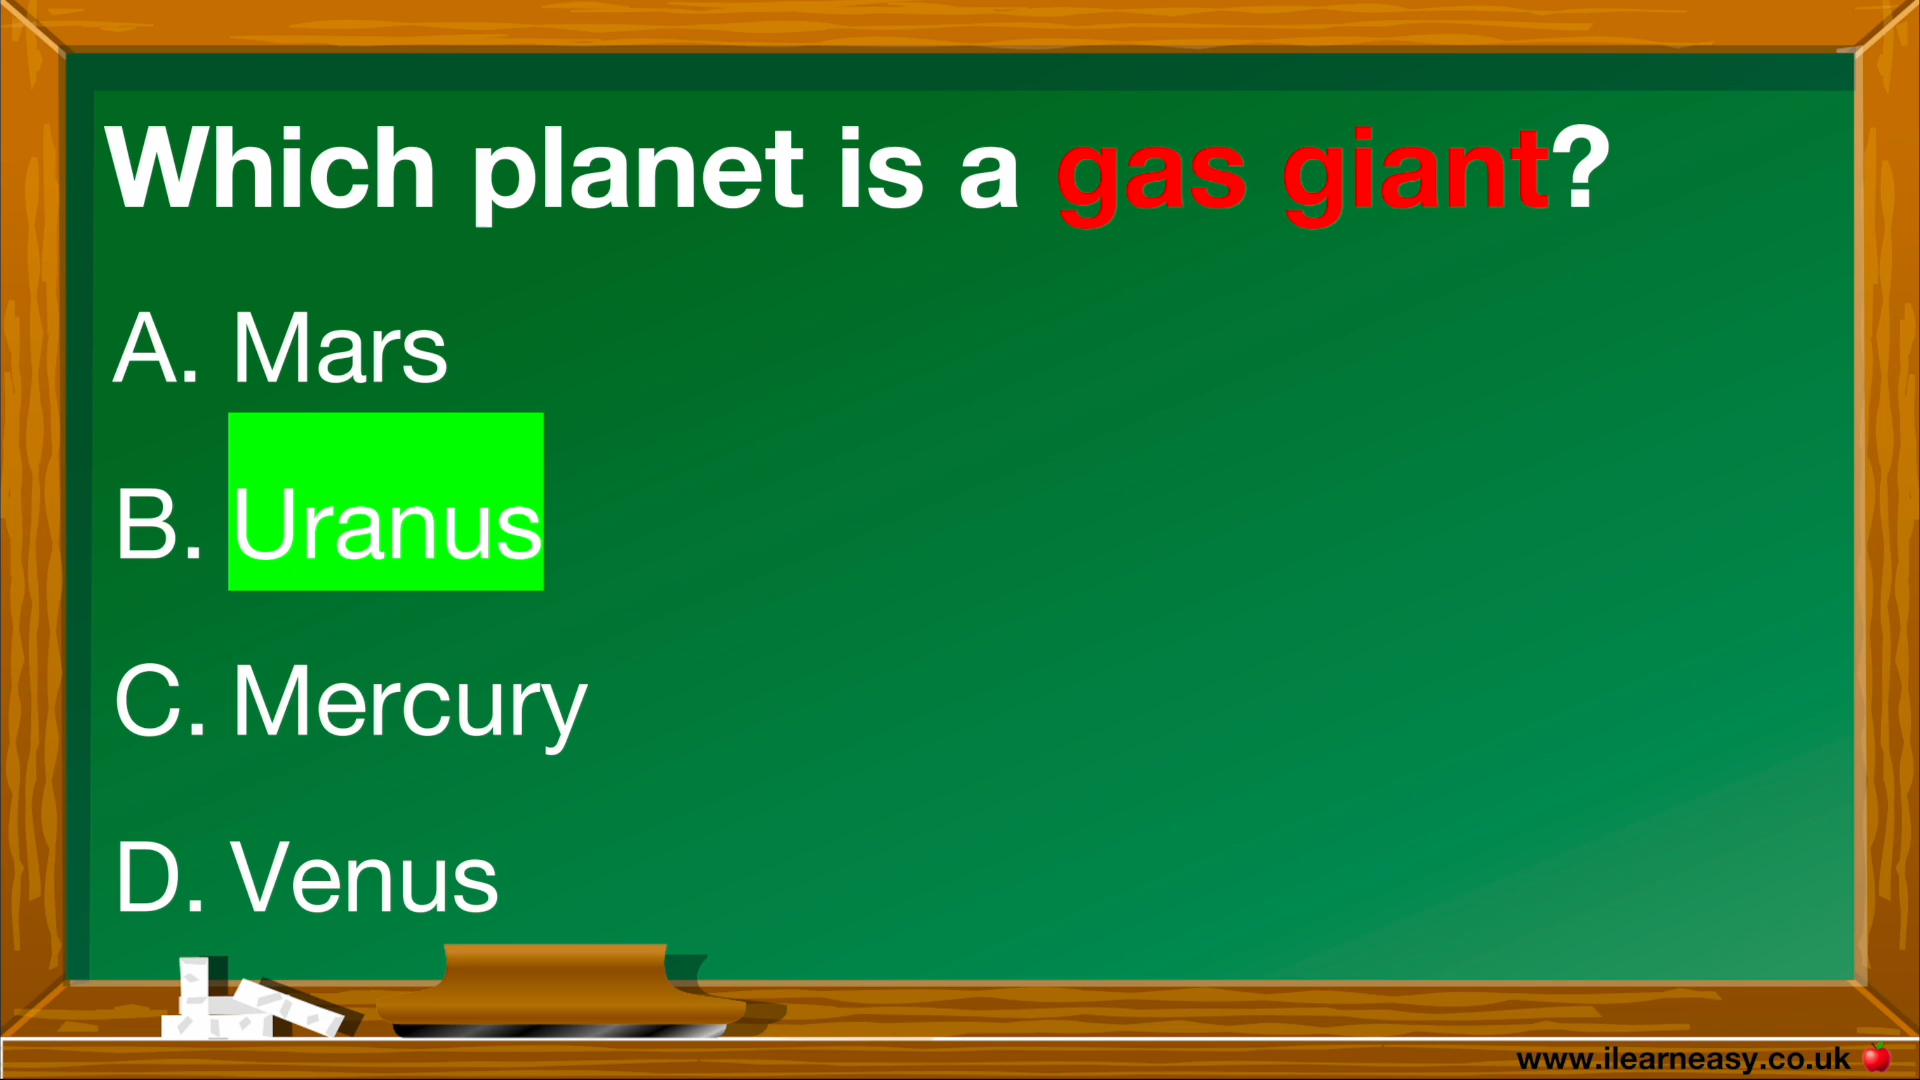 Which planet is a gas giant?
A. Mars
B. Uranus
C. Mercury
D. Venus
www.ilearneasy.co.uk